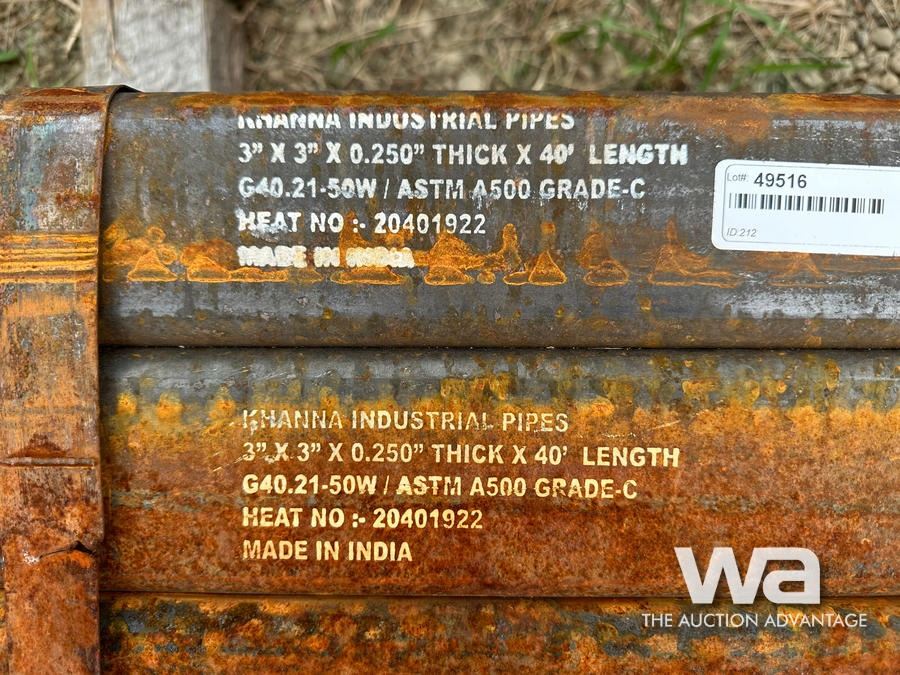 KHANNA INDUSTRIAL PIPES
3” X 3” X 0.250” THICK X 40’ LENGTH
G40.21-50W / ASTM A500 GRADE-C
HEAT NO :- 20401922
MADE IN INDIA
Lot#: 49516
ID:212
KHANNA INDUSTRIAL PIPES
3” X 3” X 0.250” THICK X 40’ LENGTH
G40.21-50W / ASTM A500 GRADE-C
HEAT NO :- 20401922
MADE IN INDIA
wa
THE AUCTION ADVANTAGE